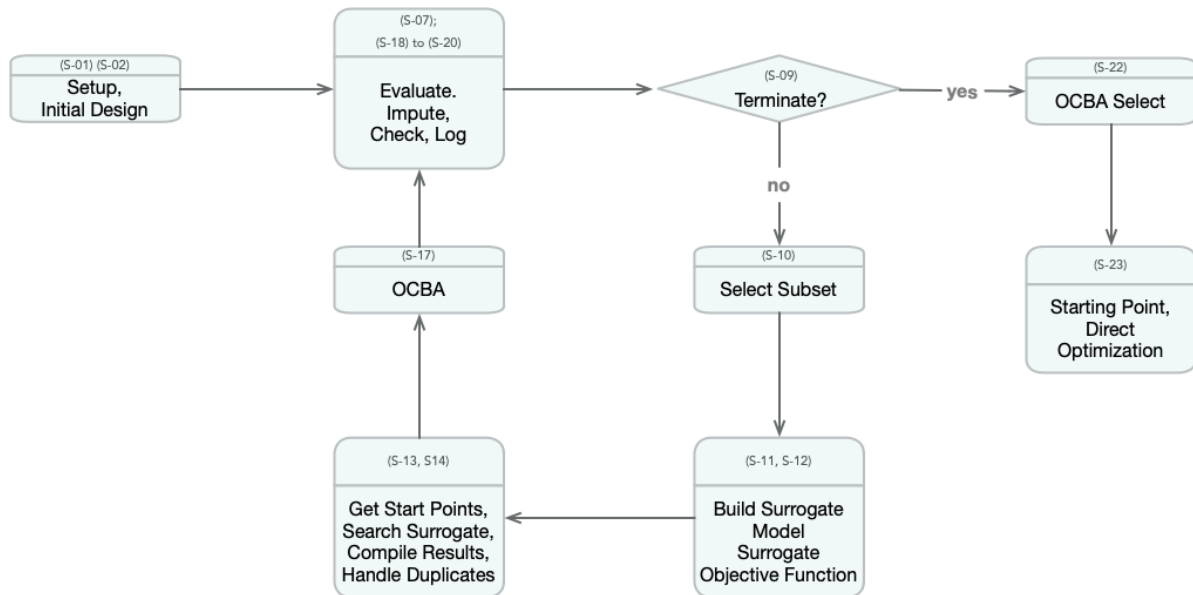 (S-01) (S-02)
Setup,
Initial Design
(S-07);
(S-18) to (S-20)
Evaluate.
Impute,
Check, Log
(S-09)
Terminate?
yes
(S-22)
OCBA Select
no
(S-17)
OCBA
(S-10)
Select Subset
(S-23)
Starting Point,
Direct
Optimization
(S-13, S14)
Get Start Points,
Search Surrogate,
Compile Results,
Handle Duplicates
(S-11, S-12)
Build Surrogate
Model
Surrogate
Objective Function